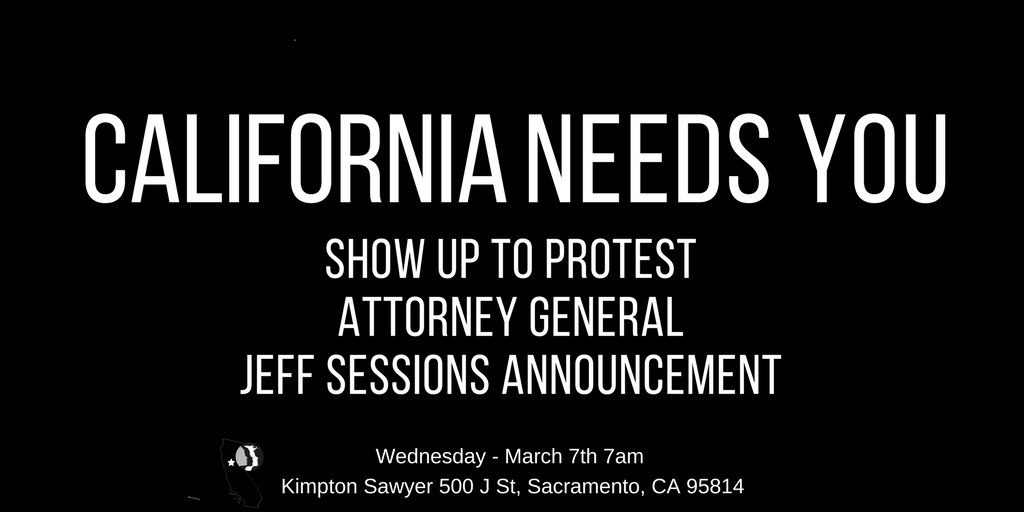 CALIFORNIA NEEDS YOU
SHOW UP TO PROTEST
ATTORNEY GENERAL
JEFF SESSIONS ANNOUNCEMENT
Wednesday - March 7th 7am
Kimpton Sawyer 500 J St, Sacramento, CA 95814